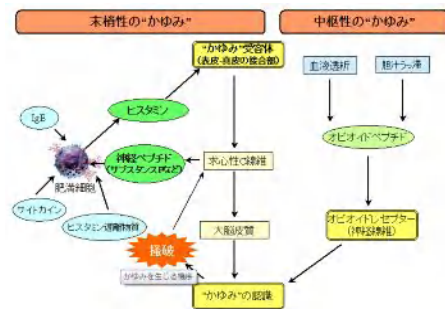 末梢性の“かゆみ”
中枢性の“かゆみ”
“かゆみ”受容体
(表皮-真皮の接合部)
血液透析
胆汁うっ滞
IgE
ヒスタミン
オピオイドペプチド
神経ペプチド
(サブスタンスPなど)
求心性C線維
肥満細胞
サイトカイン
ヒスタミン遊離物質
大脳皮質
オピオイドレセプター
(神経線維)
掻破
かゆみを生じる
“かゆみ”の認識